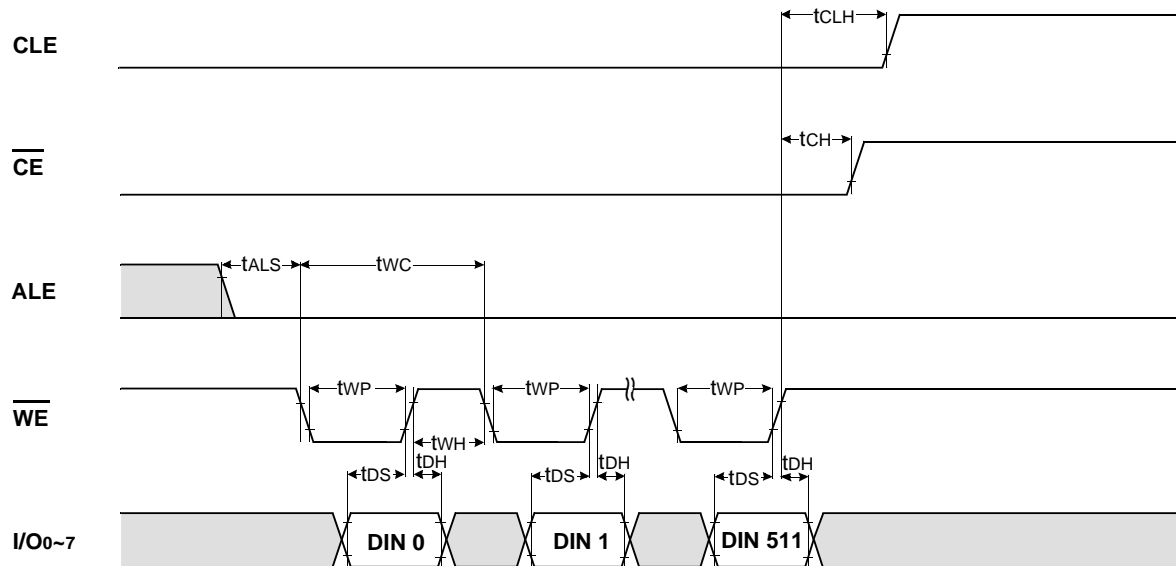 CLE
tCLH
CE
tCH
ALE
tALS
tWC
WE
tWP
tWP
tWP
tWH
tDS
tDH
tDS
tDH
tDS
tDH
I/O0~7
DIN 0
DIN 1
DIN 511